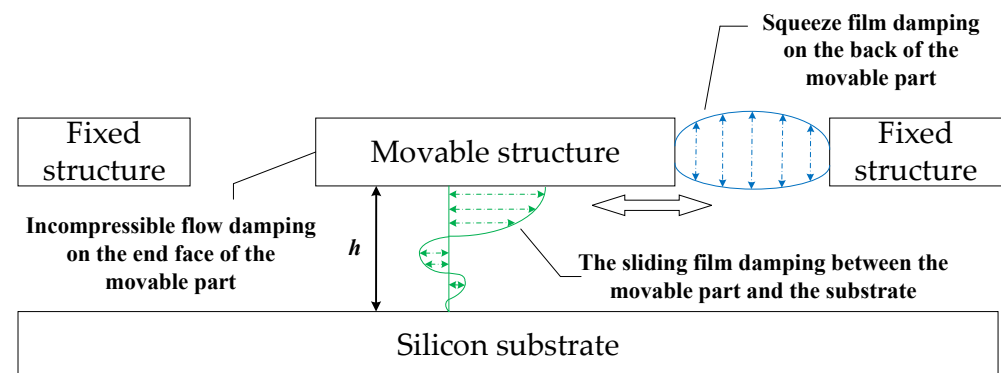 Squeeze film damping
on the back of the
movable part
Fixed
structure
Movable structure
Fixed
structure
Incompressible flow damping
on the end face of the
movable part
h
The sliding film damping between the
movable part and the substrate
Silicon substrate